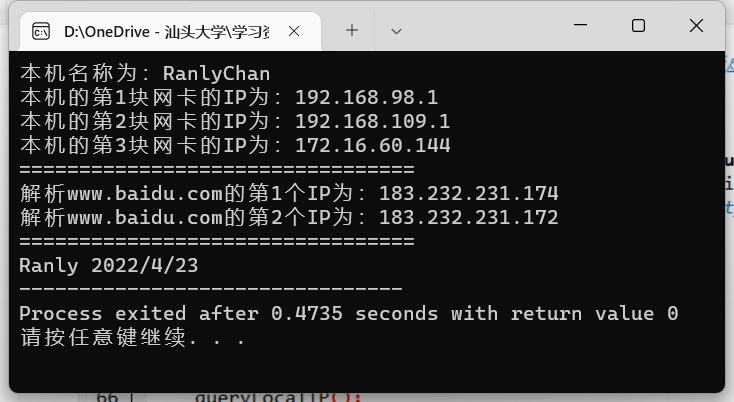 D:\OneDrive - 汕头大学\学习资
本机名称为：RanlyChan
本机的第1块网卡的IP为：192.168.98.1
本机的第2块网卡的IP为：192.168.109.1
本机的第3块网卡的IP为：172.16.60.144
=================================
解析www.baidu.com的第1个IP为：183.232.231.174
解析www.baidu.com的第2个IP为：183.232.231.172
=================================
Ranly 2022/4/23
--------------------------------
Process exited after 0.4735 seconds with return value 0
请按任意键继续. . .
66 queryLocalIP();